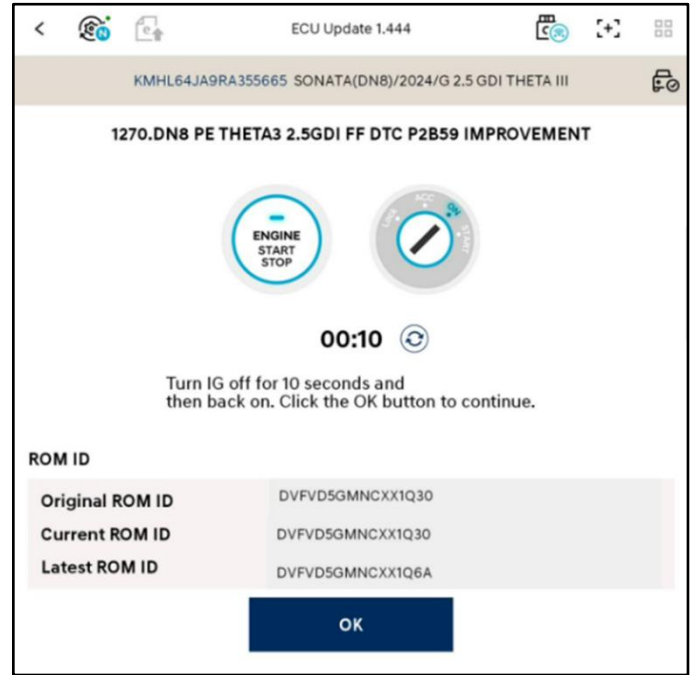 ECU Update 1.444
KMHL64JA9RA355665 SONATA(DN8)/2024/G 2.5 GDI THETA III
1270.DN8 PE THETA3 2.5GDI FF DTC P2B59 IMPROVEMENT
ENGINE
START
STOP
LOCK ACC ON START
00:10
Turn IG off for 10 seconds and
then back on. Click the OK button to continue.
ROM ID
Original ROM ID DVFVD5GMNCXX1Q30
Current ROM ID DVFVD5GMNCXX1Q30
Latest ROM ID DVFVD5GMNCXX1Q6A
OK